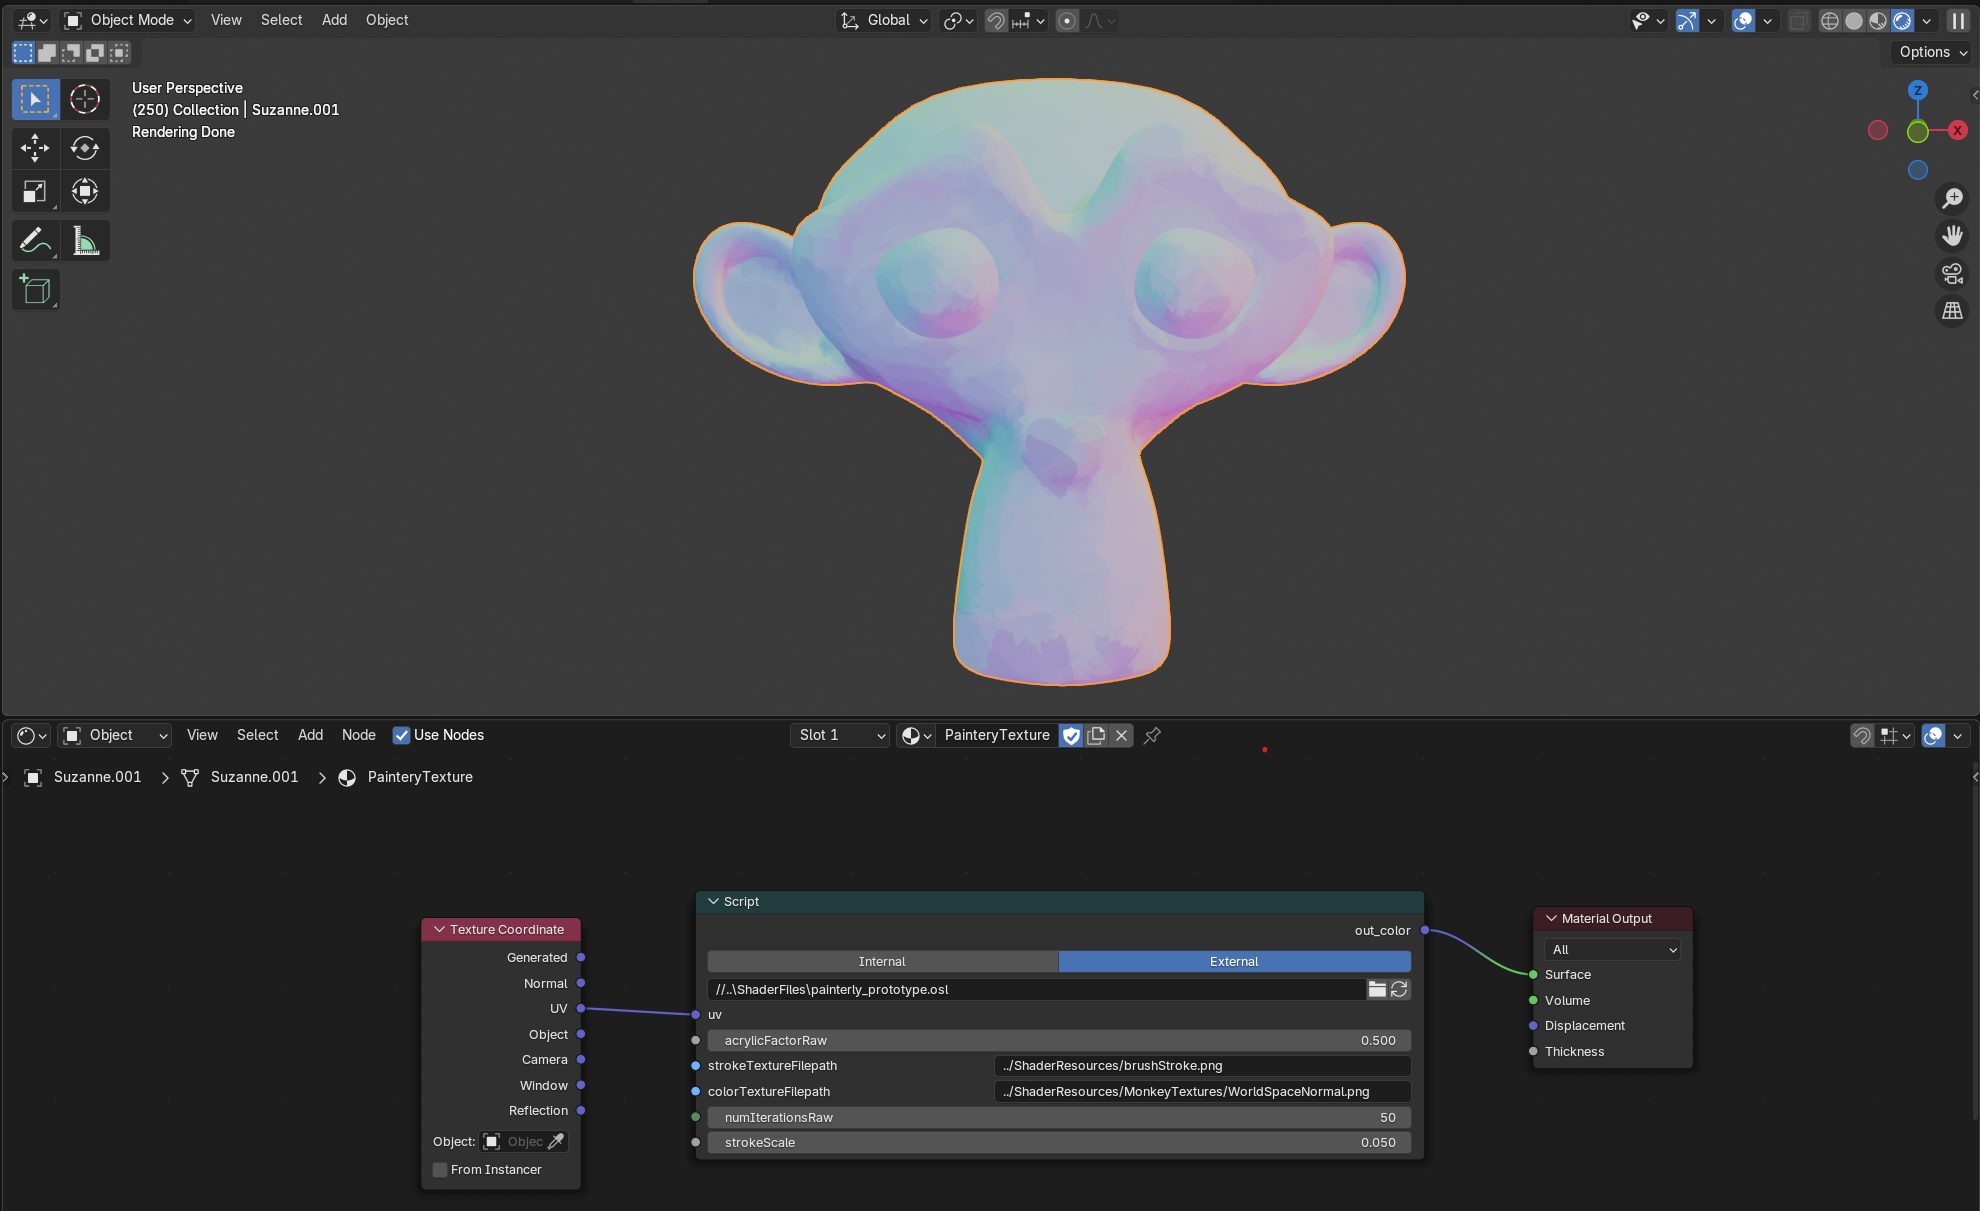 Object Mode View Select Add Object Global
Options
User Perspective
(250) Collection | Suzanne.001
Rendering Done
Z
X
Object View Select Add Node Use Nodes Slot 1 PainteryTexture
Suzanne.001 Suzanne.001 PainteryTexture
Texture Coordinate
Generated
Normal
UV
Object
Camera
Window
Reflection
Object: Objec
From Instancer
Script
out_color
Internal External
//..\ShaderFiles\painterly_prototype.osl
uv
acrylicFactorRaw 0.500
strokeTextureFilepath ../ShaderResources/brushStroke.png
colorTextureFilepath ../ShaderResources/MonkeyTextures/WorldSpaceNormal.png
numIterationsRaw 50
strokeScale 0.050
Material Output
All
Surface
Volume
Displacement
Thickness